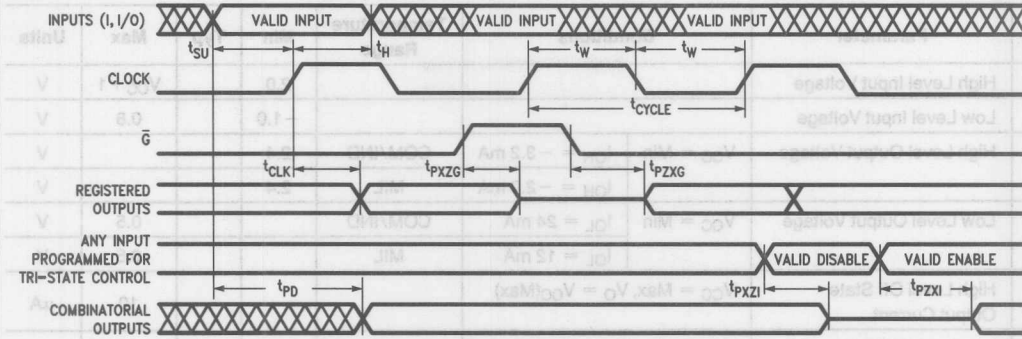 INPUTS (I, I/O) VALID INPUT VALID INPUT VALID INPUT
tSU tH tW tW
CLOCK
tCYCLE
G̅
tCLK tPXZG tPZXG
REGISTERED
OUTPUTS
ANY INPUT
PROGRAMMED FOR
TRI-STATE CONTROL
VALID DISABLE VALID ENABLE
tPD tPXZI tPZXI
COMBINATORIAL
OUTPUTS